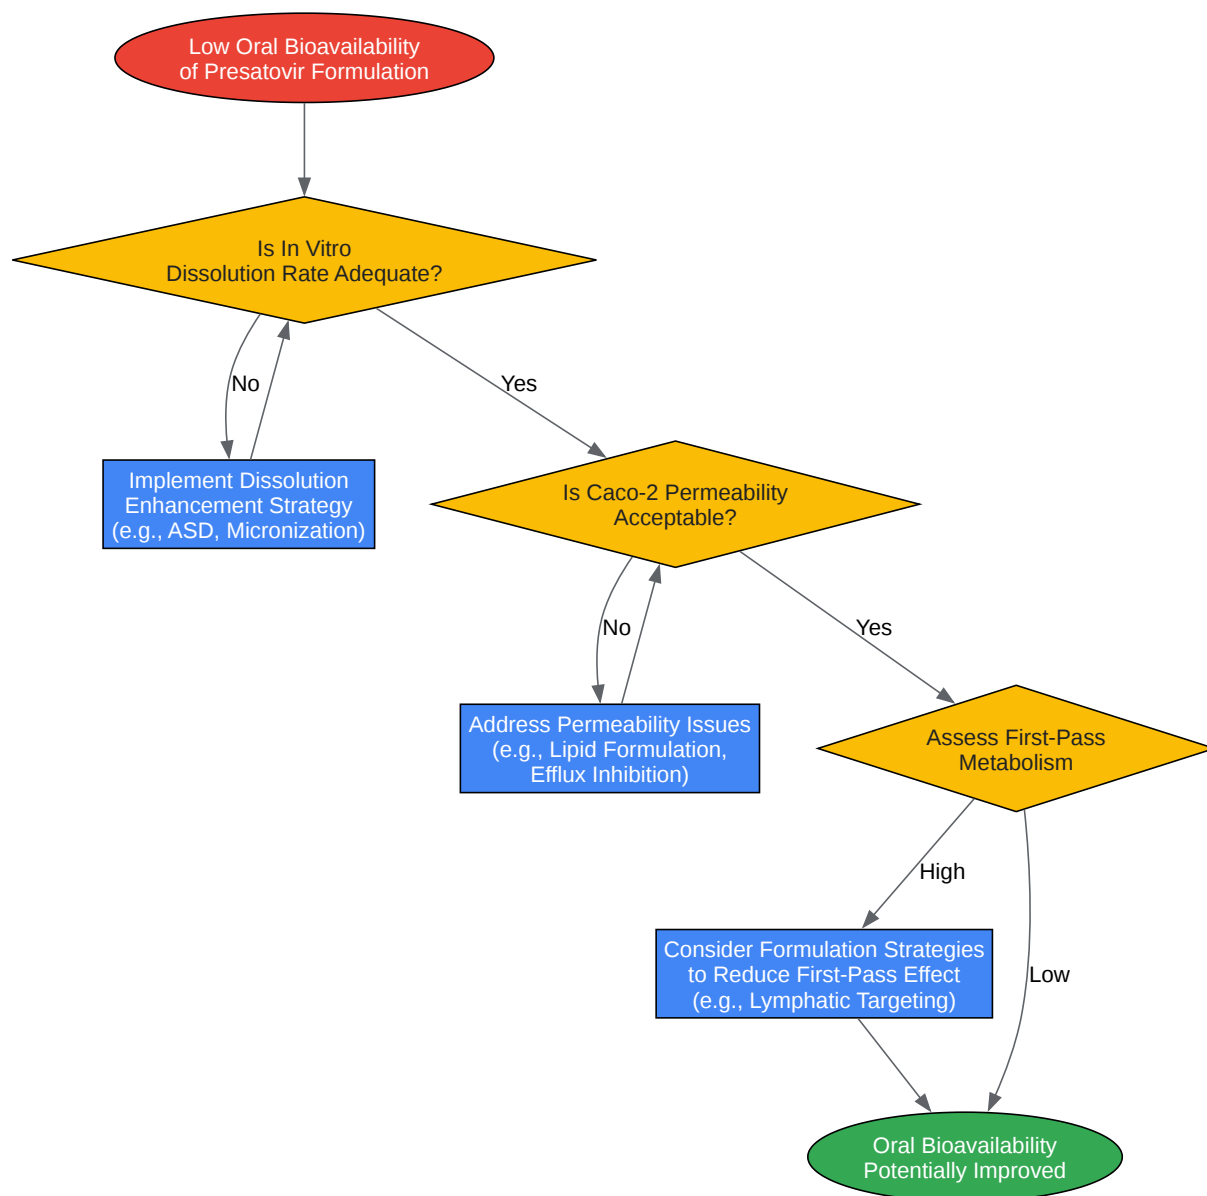 Low Oral Bioavailability
of Presatovir Formulation
Is In Vitro
Dissolution Rate Adequate?
No
Yes
Implement Dissolution
Enhancement Strategy
(e.g., ASD, Micronization)
Is Caco-2 Permeability
Acceptable?
No
Yes
Address Permeability Issues
(e.g., Lipid Formulation,
Efflux Inhibition)
Assess First-Pass
Metabolism
High
Low
Consider Formulation Strategies
to Reduce First-Pass Effect
(e.g., Lymphatic Targeting)
Oral Bioavailability
Potentially Improved